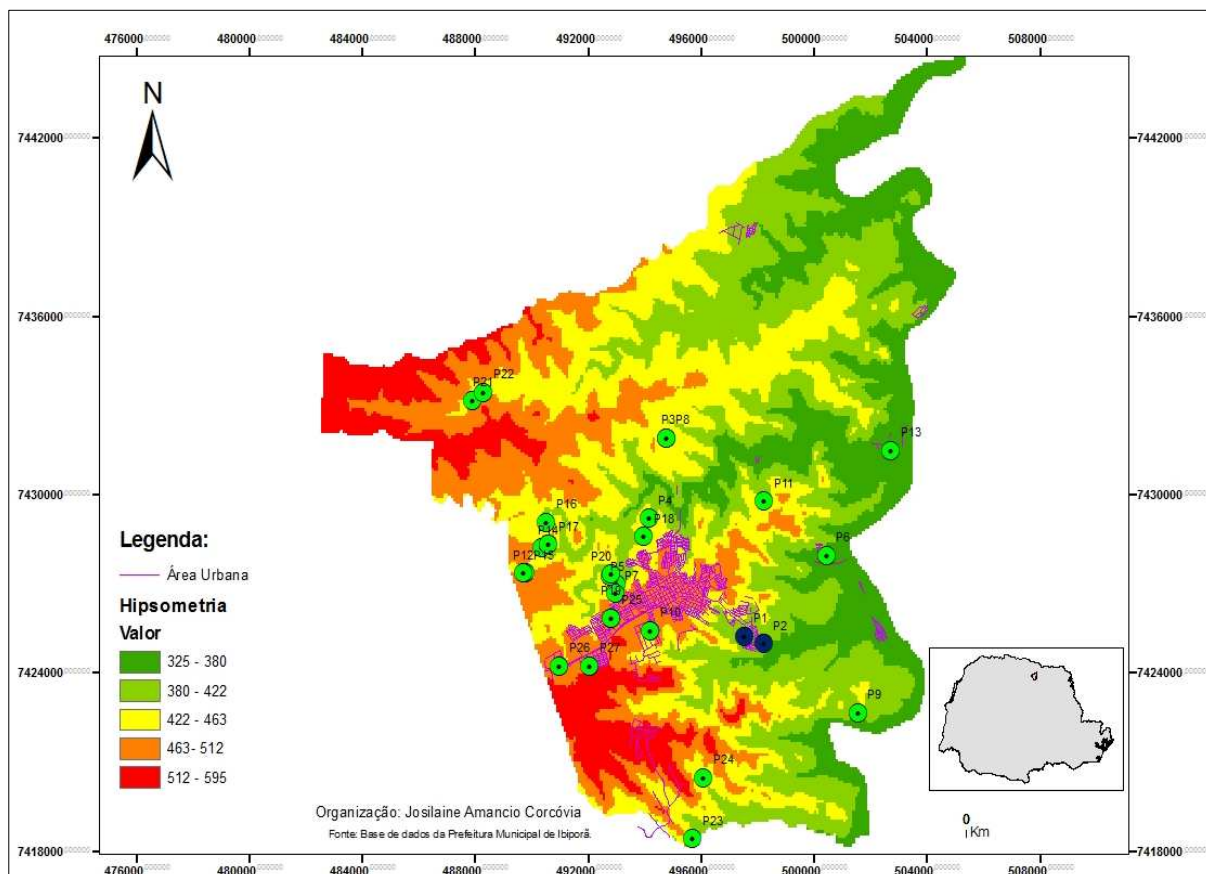 476000 480000 484000 488000 492000 496000 500000 504000 508000
7442000 7442000
N
7436000 7436000
P22
P21
P3P8
P13
7430000 7430000
P11
P16
P4
P17
P14
P18
P6
P20
P12
P5
P7
P25
P1
P10
P2
P26 P27
7424000 7424000
P9
P24
P23
7418000 7418000
Legenda:
Área Urbana
Hipsometria
Valor
325 - 380
380 - 422
422 - 463
463- 512
512 - 595
Organização: Josilaine Amancio Corcóvia
Fonte: Base de dados da Prefeitura Municipal de Ibiporã.
0
Km
476000 480000 484000 488000 492000 496000 500000 504000 508000